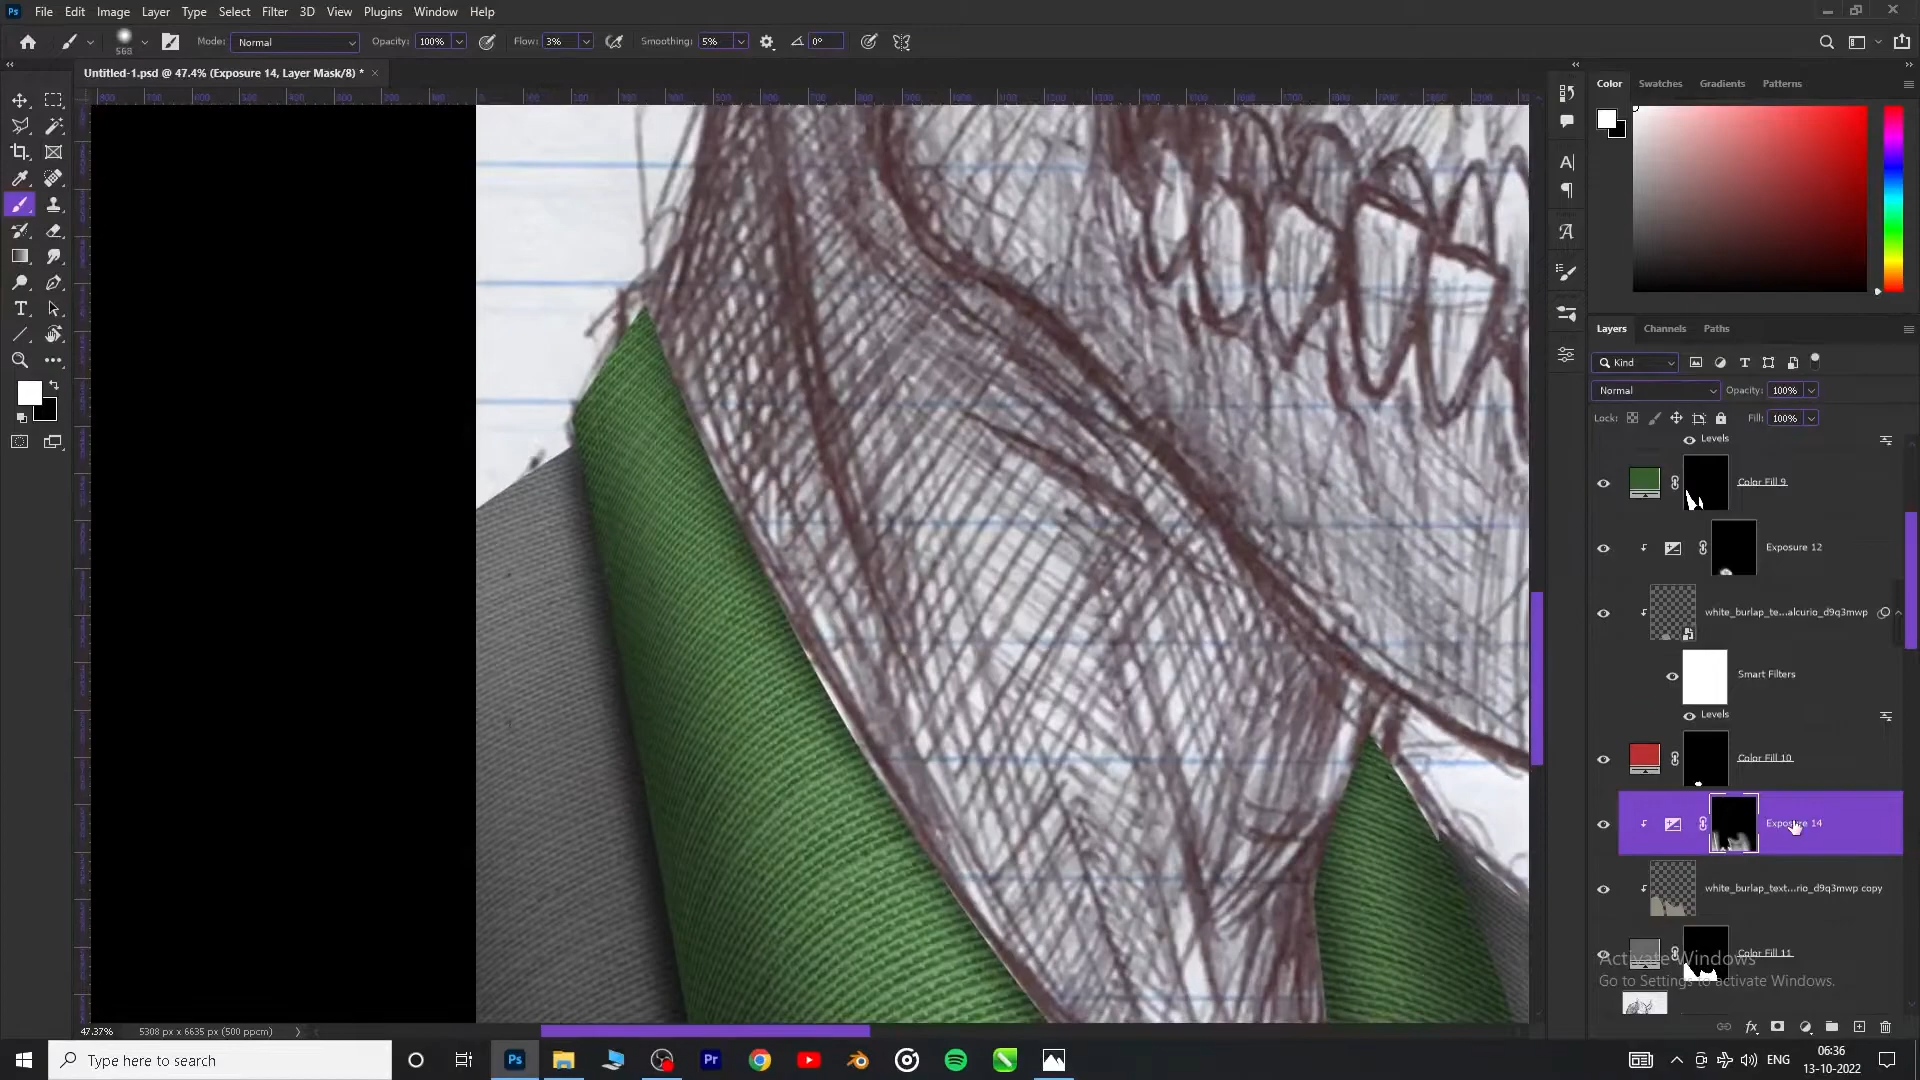 Ps File Edit Image Layer Type Select Filter 3D View Plugins Window Help
568 Mode: Normal Opacity: 100% Flow: 3% Smoothing: 5% 0°
Untitled-1.psd @ 47.4% (Exposure 14, Layer Mask/8) *
Color Swatches Gradients Patterns
Layers Channels Paths
Kind
Normal Opacity: 100%
Lock: Fill: 100%
Levels
Color Fill 9
Exposure 12
white_burlap_te...alcurio_d9q3mwp
Smart Filters
Levels
Color Fill 10
Exposure 14
white_burlap_text...rio_d9q3mwp copy
Color Fill 11
Activate Windows
Go to Settings to activate Windows.
47.37% 5308 px x 6635 px (500 ppcm)
Type here to search
Ps
Pr
ENG
06:36
13-10-2022